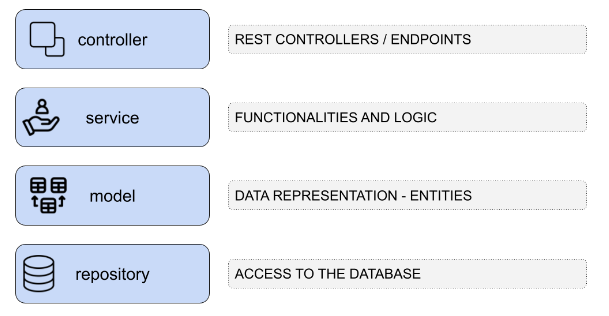 controller
REST CONTROLLERS / ENDPOINTS
service
FUNCTIONALITIES AND LOGIC
model
DATA REPRESENTATION - ENTITIES
repository
ACCESS TO THE DATABASE